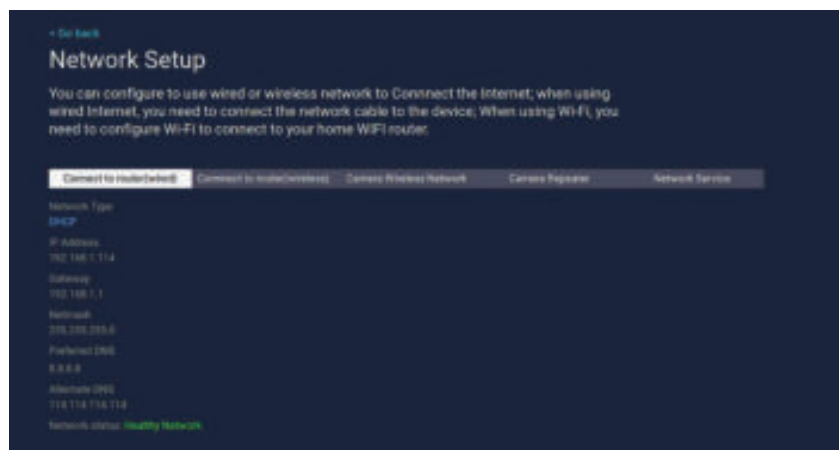 < Go back
Network Setup
You can configure to use wired or wireless network to Connnect the Internet, when using
wired Internet, you need to connect the network cable to the device; When using Wi-Fi, you
need to configure Wi-Fi to connect to your home WIFI router.
Connect to router(wired) Connnect to router(wireless) Camera Wireless Network Camera Repeater Network Service
Network Type
DHCP
IP Address
192.168.1.114
Gateway
192.168.1.1
Netmask
255.255.255.0
Preferred DNS
8.8.8.8
Alternate DNS
114.114.114.114
Network status: Healthy Network